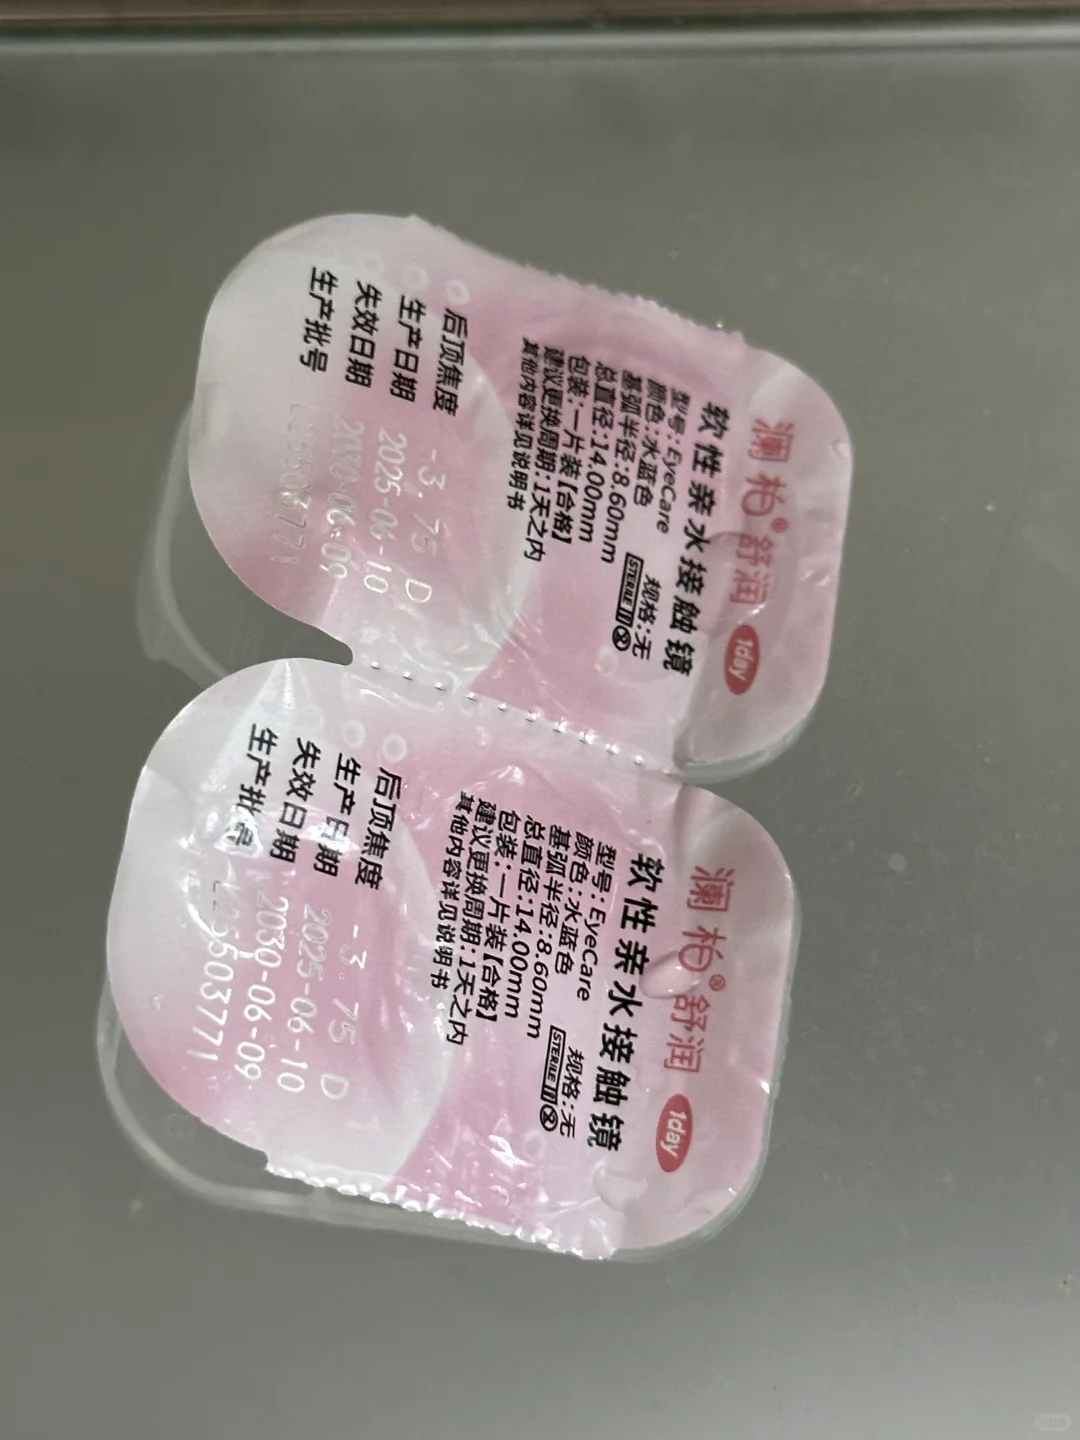 澜柏®舒润 1day
软性亲水接触镜
型号:EyeCare
颜色:水蓝色
规格:无
基弧半径:8.60mm
STERILE
总直径:14.00mm
包装:一片装【合格】
建议更换周期:1天之内
其他内容详见说明书
后顶焦度 -3.75 D
生产日期 2025-06-10
失效日期 2030-06-09
生产批号 L25503771
澜柏®舒润 1day
软性亲水接触镜
型号:EyeCare
颜色:水蓝色
规格:无
基弧半径:8.60mm
STERILE
总直径:14.00mm
包装:一片装【合格】
建议更换周期:1天之内
其他内容详见说明书
后顶焦度 -3.75 D
生产日期 2025-06-10
失效日期 2030-06-09
生产批号 L25503771